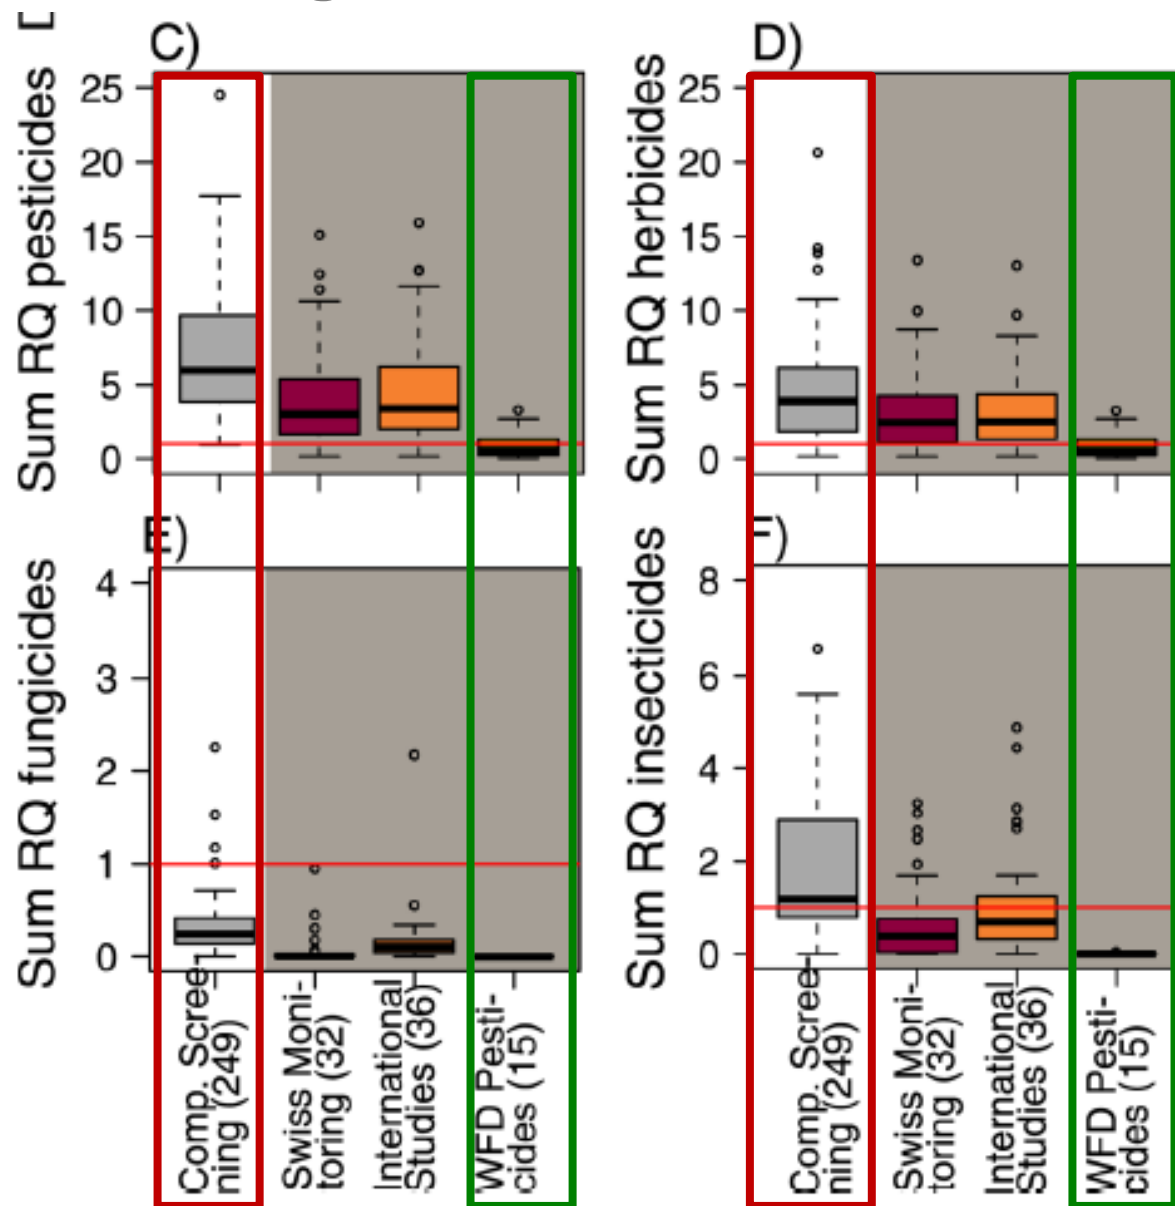 C)
D)
Sum RQ pesticides
25
20
15
10
5
0
Sum RQ herbicides
25
20
15
10
5
0
E)
F)
Sum RQ fungicides
4
3
2
1
0
Sum RQ insecticides
8
6
4
2
0
Comp. Scree-
ning (249)
Swiss Moni-
toring (32)
International
Studies (36)
WFD Pesti-
cides (15)
Comp. Scree-
ning (249)
Swiss Moni-
toring (32)
International
Studies (36)
WFD Pesti-
cides (15)